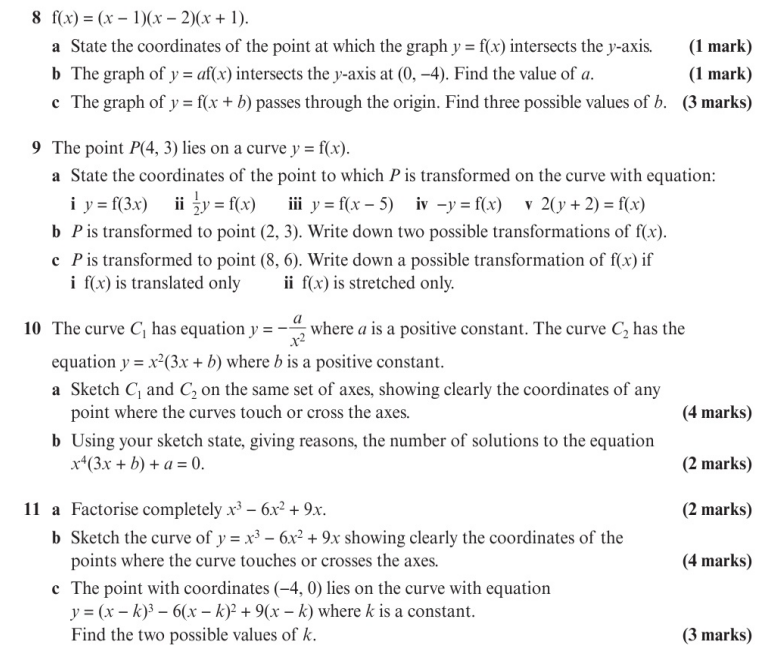 8 f(x) = (x – 1)(x – 2)(x + 1).
a State the coordinates of the point at which the graph y = f(x) intersects the y-axis. (1 mark)
b The graph of y = af(x) intersects the y-axis at (0, –4). Find the value of a. (1 mark)
c The graph of y = f(x + b) passes through the origin. Find three possible values of b. (3 marks)
9 The point P(4, 3) lies on a curve y = f(x).
a State the coordinates of the point to which P is transformed on the curve with equation:
i y = f(3x) ii ½y = f(x) iii y = f(x – 5) iv –y = f(x) v 2(y + 2) = f(x)
b P is transformed to point (2, 3). Write down two possible transformations of f(x).
c P is transformed to point (8, 6). Write down a possible transformation of f(x) if
i f(x) is translated only ii f(x) is stretched only.
10 The curve C₁ has equation y = –a/x² where a is a positive constant. The curve C₂ has the
equation y = x²(3x + b) where b is a positive constant.
a Sketch C₁ and C₂ on the same set of axes, showing clearly the coordinates of any
point where the curves touch or cross the axes. (4 marks)
b Using your sketch state, giving reasons, the number of solutions to the equation
x⁴(3x + b) + a = 0. (2 marks)
11 a Factorise completely x³ – 6x² + 9x. (2 marks)
b Sketch the curve of y = x³ – 6x² + 9x showing clearly the coordinates of the
points where the curve touches or crosses the axes. (4 marks)
c The point with coordinates (–4, 0) lies on the curve with equation
y = (x – k)³ – 6(x – k)² + 9(x – k) where k is a constant.
Find the two possible values of k. (3 marks)